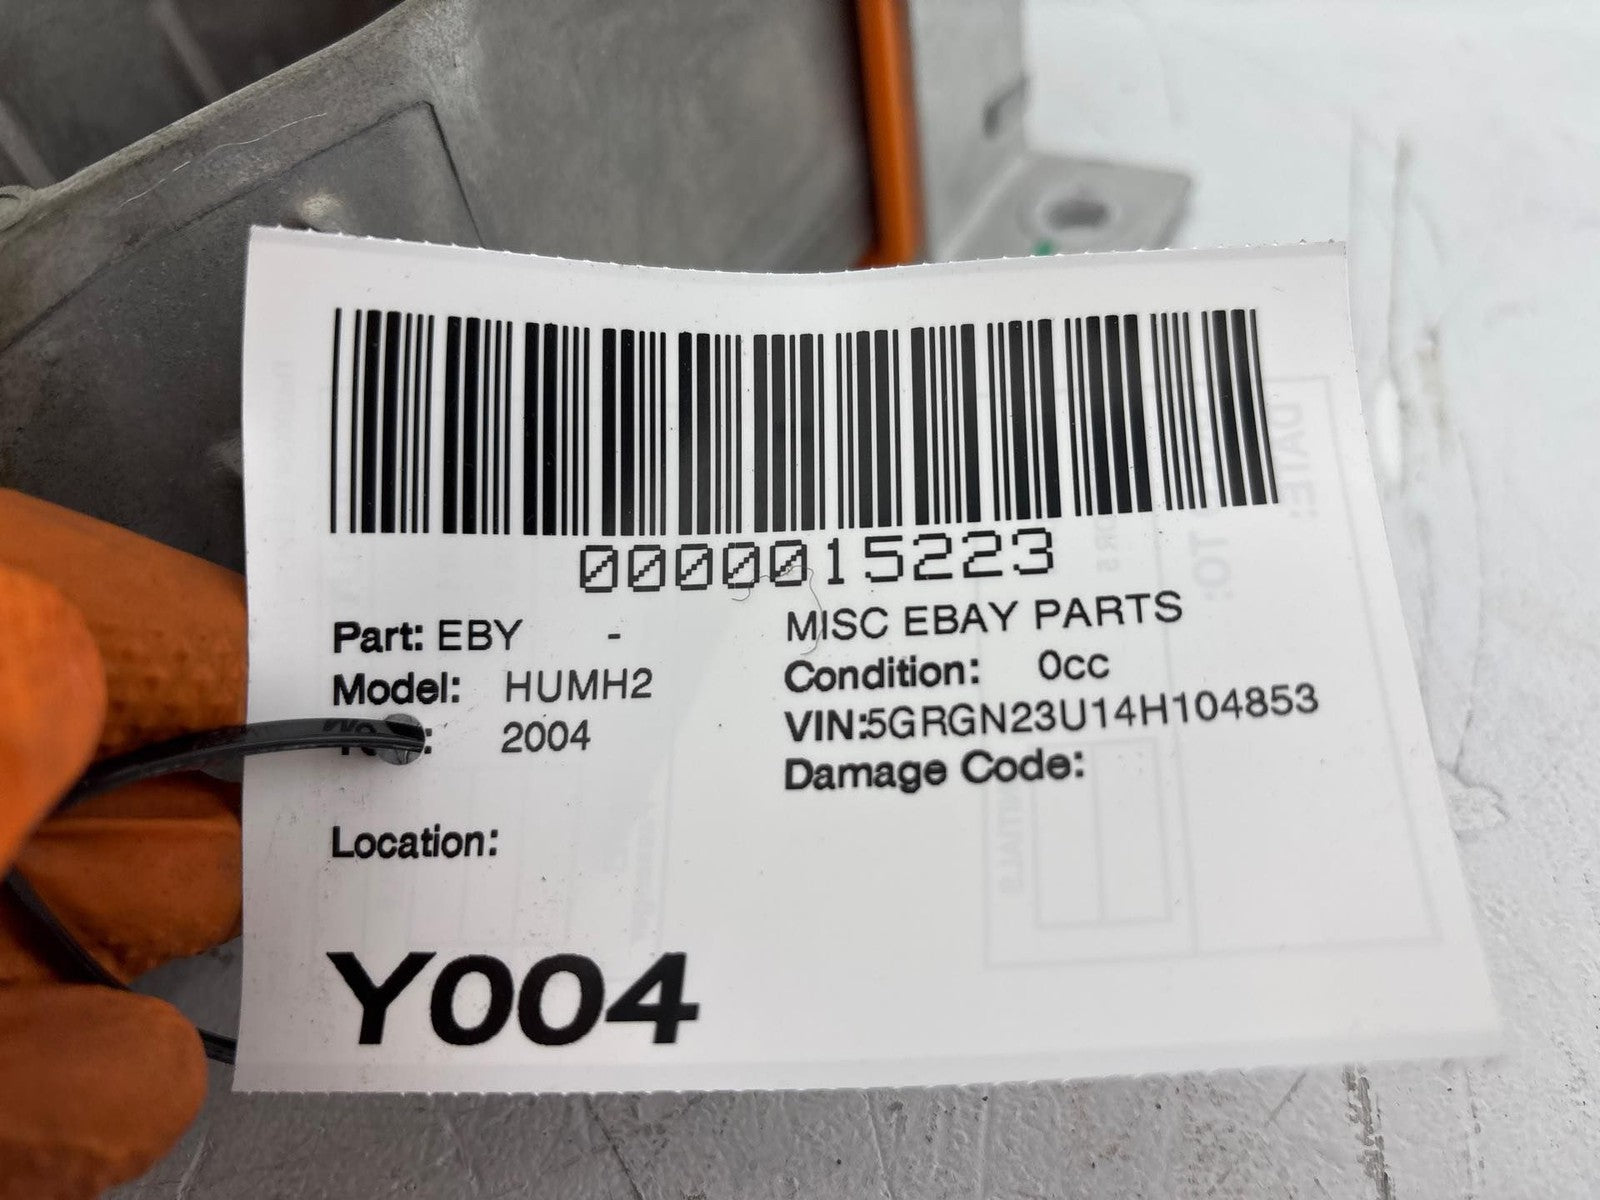 0000015223
Part: EBY - MISC EBAY PARTS
Model: HUMH2 Condition: 0cc
2004 VIN:5GRGN23U14H104853
Damage Code:
Location:
Y004